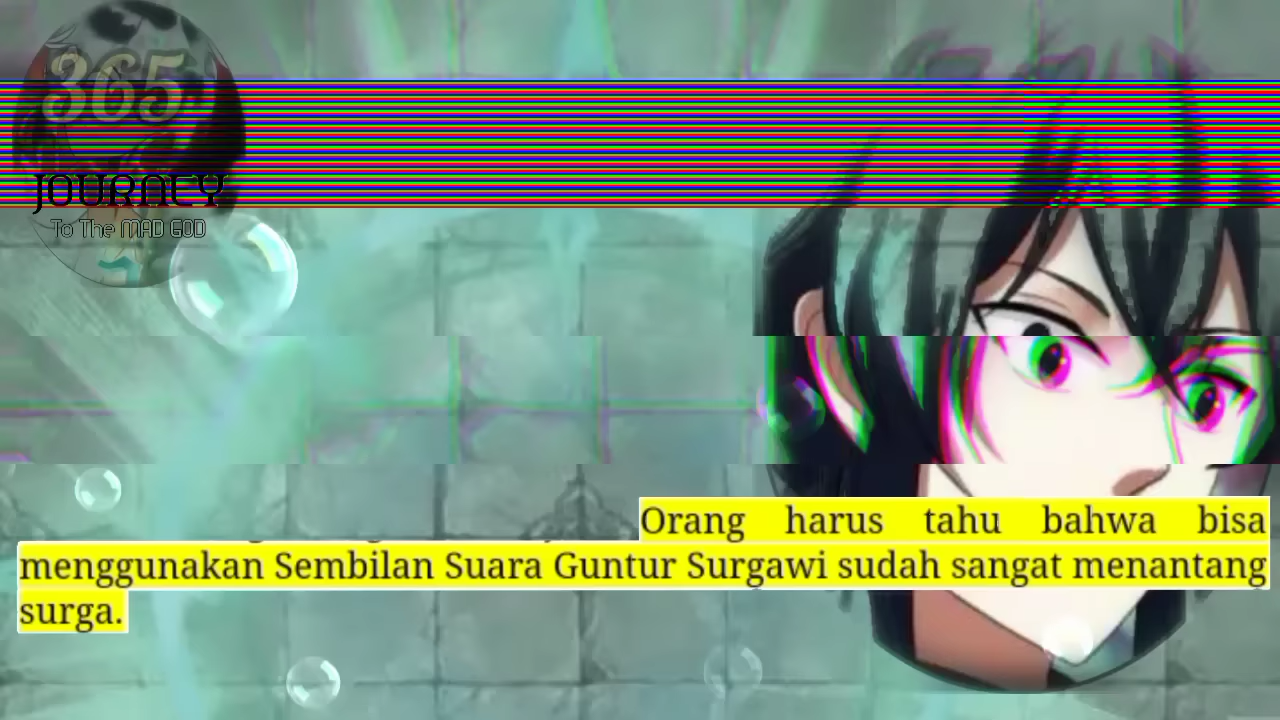 365
JOURNEY
To The MAD GOD
Orang harus tahu bahwa bisa
menggunakan Sembilan Suara Guntur Surgawi sudah sangat menantang
surga.